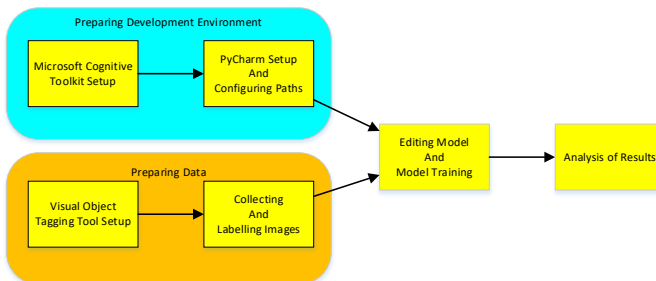 Preparing Development Environment
Microsoft Cognitive
Toolkit Setup
PyCharm Setup
And
Configuring Paths
Preparing Data
Visual Object
Tagging Tool Setup
Collecting
And
Labelling Images
Editing Model
And
Model Training
Analysis of Results